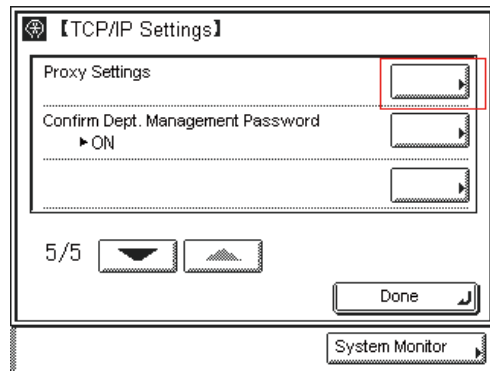 【TCP/IP Settings】
Proxy Settings
Confirm Dept. Management Password
►ON
5/5
Done
System Monitor